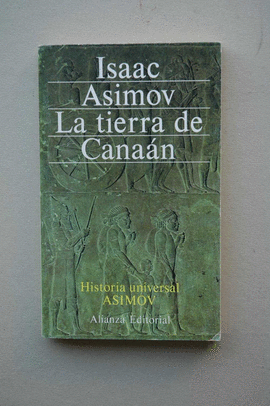 Isaac
Asimov
La tierra de
Canaán
Historia universal
ASIMOV
Alianza Editorial